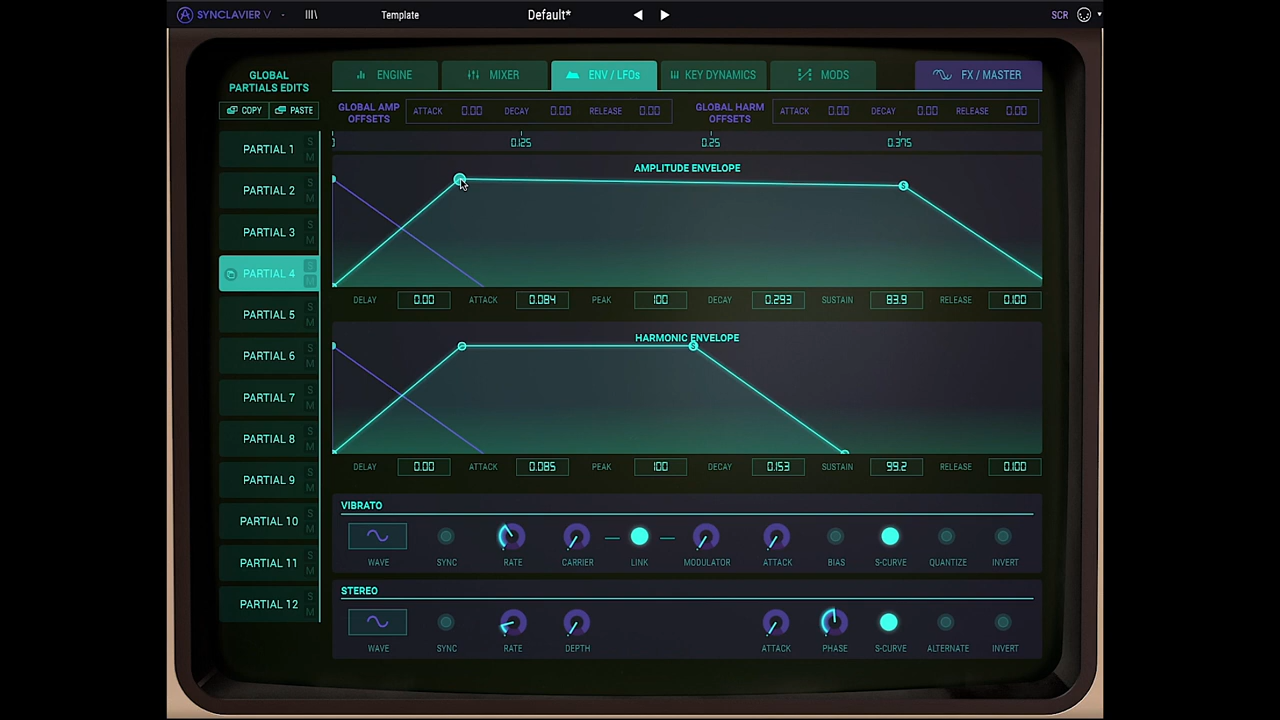 SYNCLAVIER V
Template
Default*
SCR
GLOBAL
PARTIALS EDITS
COPY
PASTE
ENGINE
MIXER
ENV / LFOs
KEY DYNAMICS
MODS
FX / MASTER
GLOBAL AMP
OFFSETS
ATTACK 0.00 DECAY 0.00 RELEASE 0.00
GLOBAL HARM
OFFSETS
ATTACK 0.00 DECAY 0.00 RELEASE 0.00
0 0.125 0.25 0.375
PARTIAL 1 S M
PARTIAL 2 S M
PARTIAL 3 S M
PARTIAL 4 S M
PARTIAL 5 S M
PARTIAL 6 S M
PARTIAL 7 S M
PARTIAL 8 S M
PARTIAL 9 S M
PARTIAL 10 S M
PARTIAL 11 S M
PARTIAL 12 S M
AMPLITUDE ENVELOPE
S
DELAY 0.00 ATTACK 0.084 PEAK 100 DECAY 0.293 SUSTAIN 83.9 RELEASE 0.100
HARMONIC ENVELOPE
S
DELAY 0.00 ATTACK 0.085 PEAK 100 DECAY 0.153 SUSTAIN 99.2 RELEASE 0.100
VIBRATO
WAVE SYNC RATE CARRIER LINK MODULATOR ATTACK BIAS S-CURVE QUANTIZE INVERT
STEREO
WAVE SYNC RATE DEPTH ATTACK PHASE S-CURVE ALTERNATE INVERT